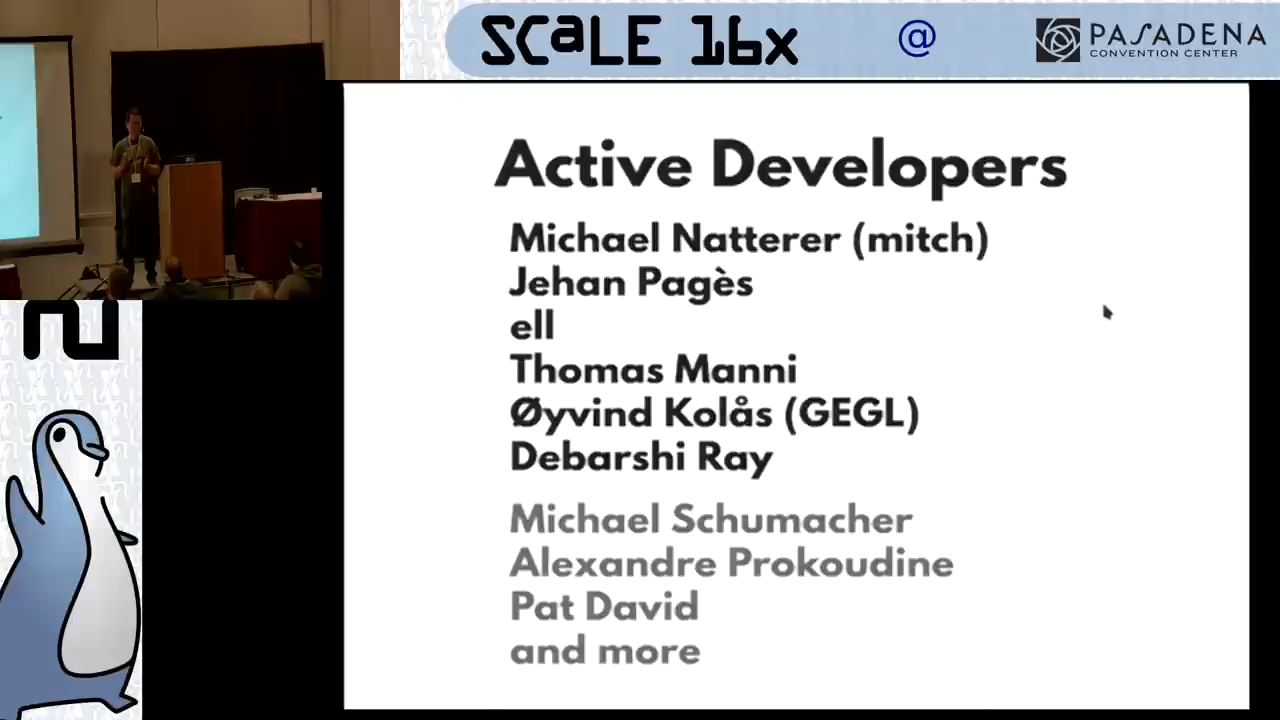 SCALE 16x
@
PASADENA
CONVENTION CENTER
Active Developers
Michael Natterer (mitch)
Jehan Pagès
ell
Thomas Manni
Øyvind Kolås (GEGL)
Debarshi Ray
Michael Schumacher
Alexandre Prokoudine
Pat David
and more